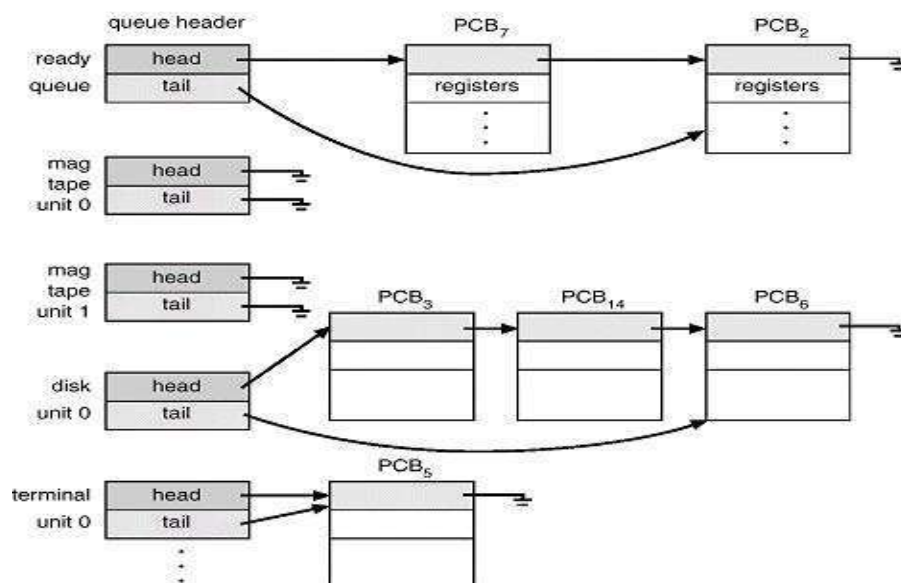 queue header
PCB7
PCB2
ready
queue
head
tail
registers
registers
mag
tape
unit 0
head
tail
mag
tape
unit 1
head
tail
PCB3
PCB14
PCB6
disk
unit 0
head
tail
PCB5
terminal
unit 0
head
tail